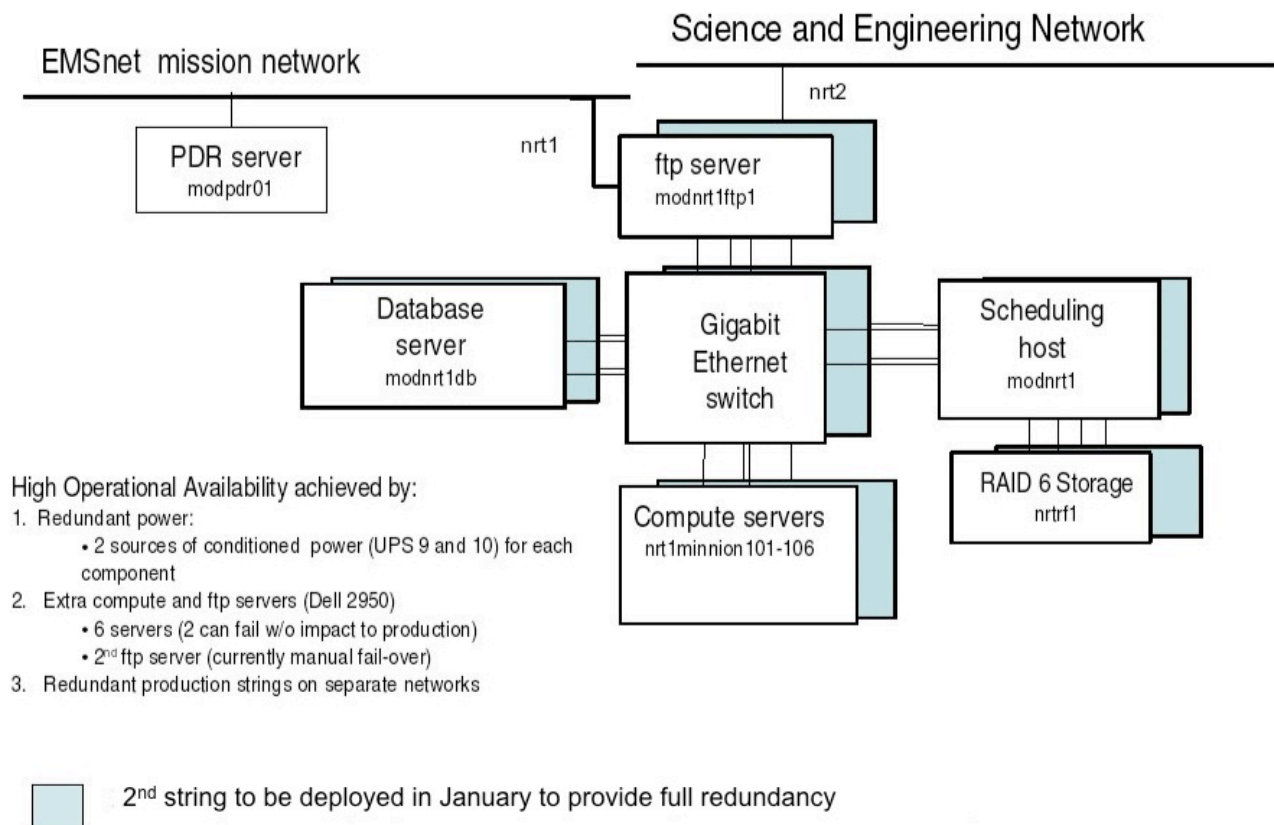 Science and Engineering Network
EMSnet mission network
nrt2
nrt1
PDR server
modpdr01
ftp server
modnrt1ftp1
Database
server
modnrt1db
Gigabit
Ethernet
switch
Scheduling
host
modnrt1
RAID 6 Storage
nrtrf1
Compute servers
nrt1minnion101-106
High Operational Availability achieved by:
1. Redundant power:
• 2 sources of conditioned power (UPS 9 and 10) for each
component
2. Extra compute and ftp servers (Dell 2950)
• 6 servers (2 can fail w/o impact to production)
• 2nd ftp server (currently manual fail-over)
3. Redundant production strings on separate networks
2nd string to be deployed in January to provide full redundancy